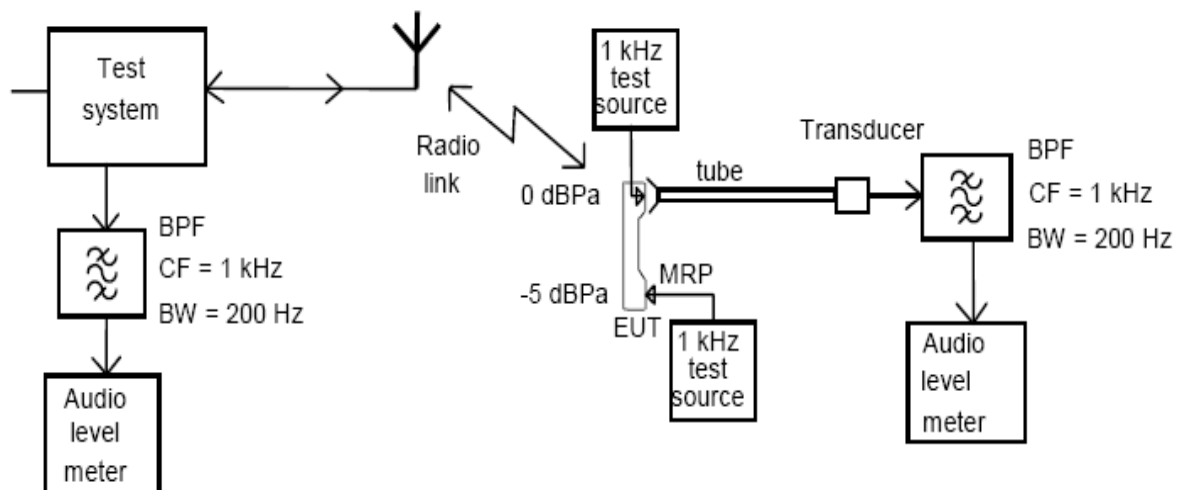 Test
system
BPF
CF = 1 kHz
BW = 200 Hz
Audio
level
meter
Radio
link
1 kHz
test
source
0 dBPa
-5 dBPa
EUT
MRP
1 kHz
test
source
tube
Transducer
BPF
CF = 1 kHz
BW = 200 Hz
Audio
level
meter